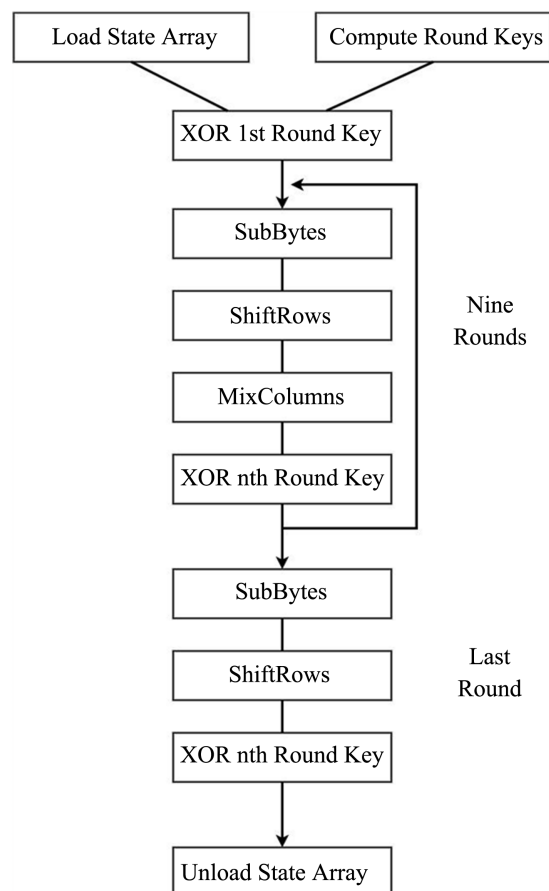 Load State Array
Compute Round Keys
XOR 1st Round Key
SubBytes
ShiftRows
MixColumns
XOR nth Round Key
Nine
Rounds
SubBytes
ShiftRows
XOR nth Round Key
Last
Round
Unload State Array